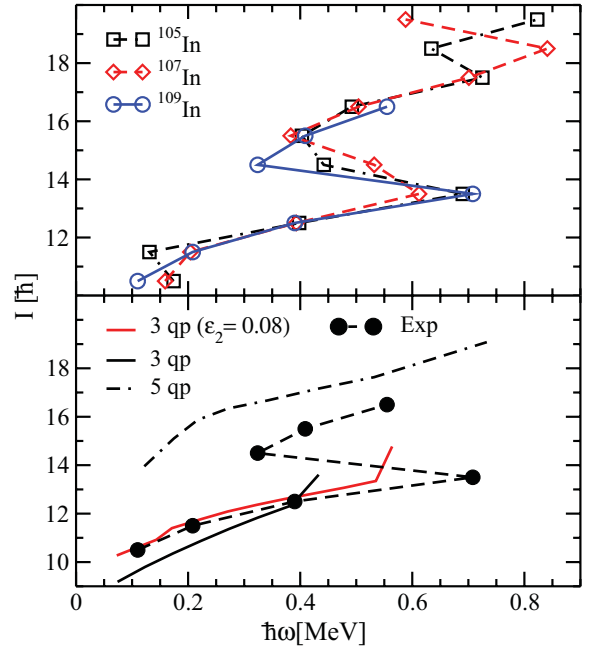 18
16
14
12
¹⁰⁵In
¹⁰⁷In
¹⁰⁹In
I [ħ]
18
16
14
12
10
3 qp (ε₂= 0.08)
3 qp
5 qp
Exp
0 0.2 0.4 0.6 0.8
ħω[MeV]